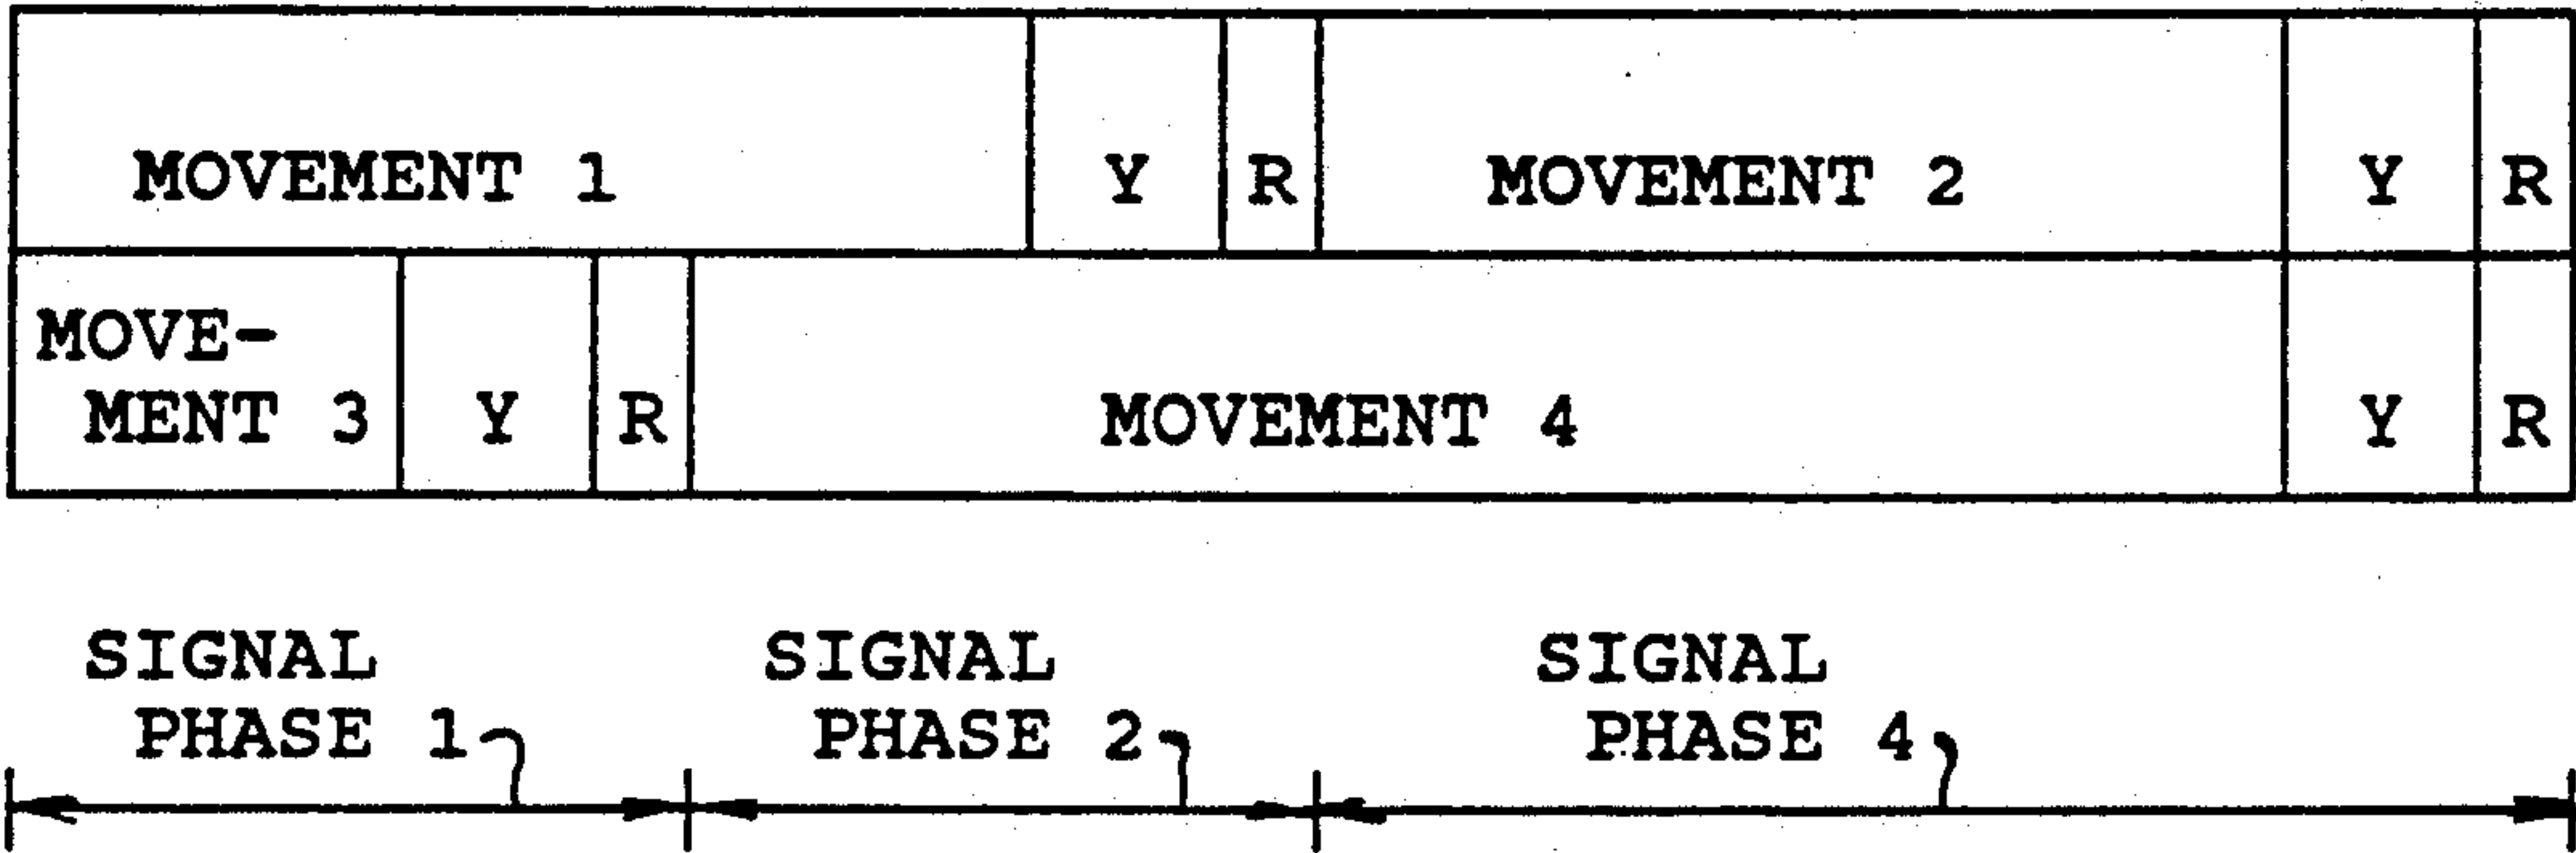 MOVEMENT 1 Y R MOVEMENT 2 Y R
MOVE-
MENT 3 Y R MOVEMENT 4 Y R
SIGNAL SIGNAL SIGNAL
PHASE 1 PHASE 2 PHASE 4